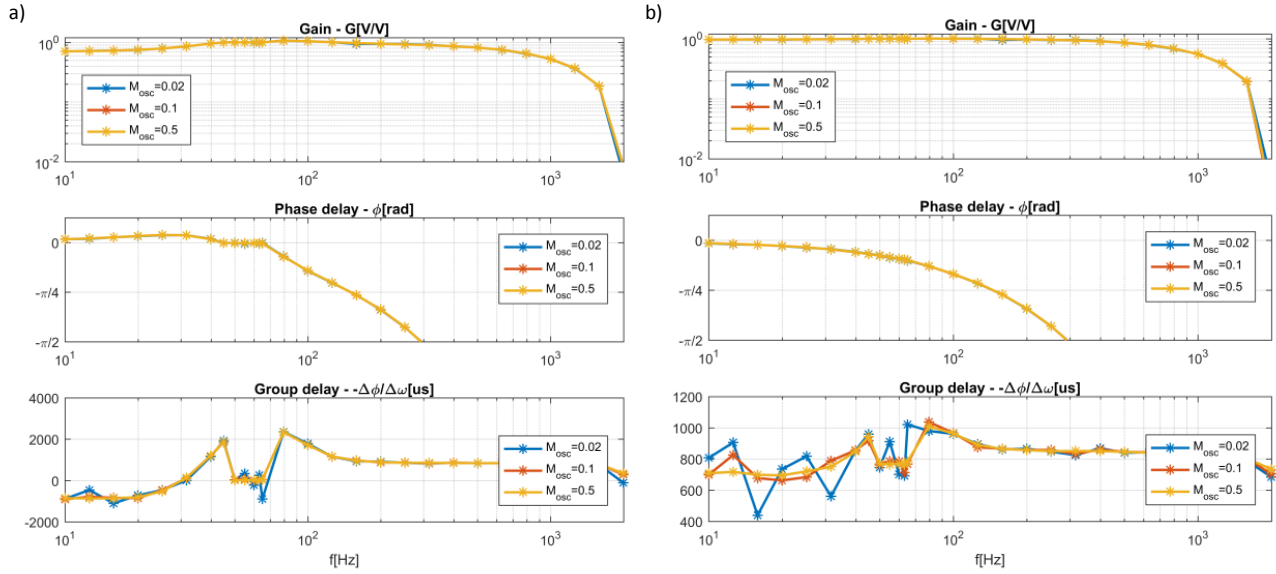 a)
Gain - G[V/V]
10^0
10^-2
M_osc=0.02
M_osc=0.1
M_osc=0.5
10^1
10^2
10^3
Phase delay - ϕ[rad]
0
-π/4
-π/2
M_osc=0.02
M_osc=0.1
M_osc=0.5
10^1
10^2
10^3
Group delay - -Δϕ/Δω[us]
4000
2000
0
-2000
M_osc=0.02
M_osc=0.1
M_osc=0.5
10^1
10^2
10^3
f[Hz]
b)
Gain - G[V/V]
10^0
10^-2
M_osc=0.02
M_osc=0.1
M_osc=0.5
10^1
10^2
10^3
Phase delay - ϕ[rad]
0
-π/4
-π/2
M_osc=0.02
M_osc=0.1
M_osc=0.5
10^1
10^2
10^3
Group delay - -Δϕ/Δω[us]
1200
1000
800
600
400
M_osc=0.02
M_osc=0.1
M_osc=0.5
10^1
10^2
10^3
f[Hz]